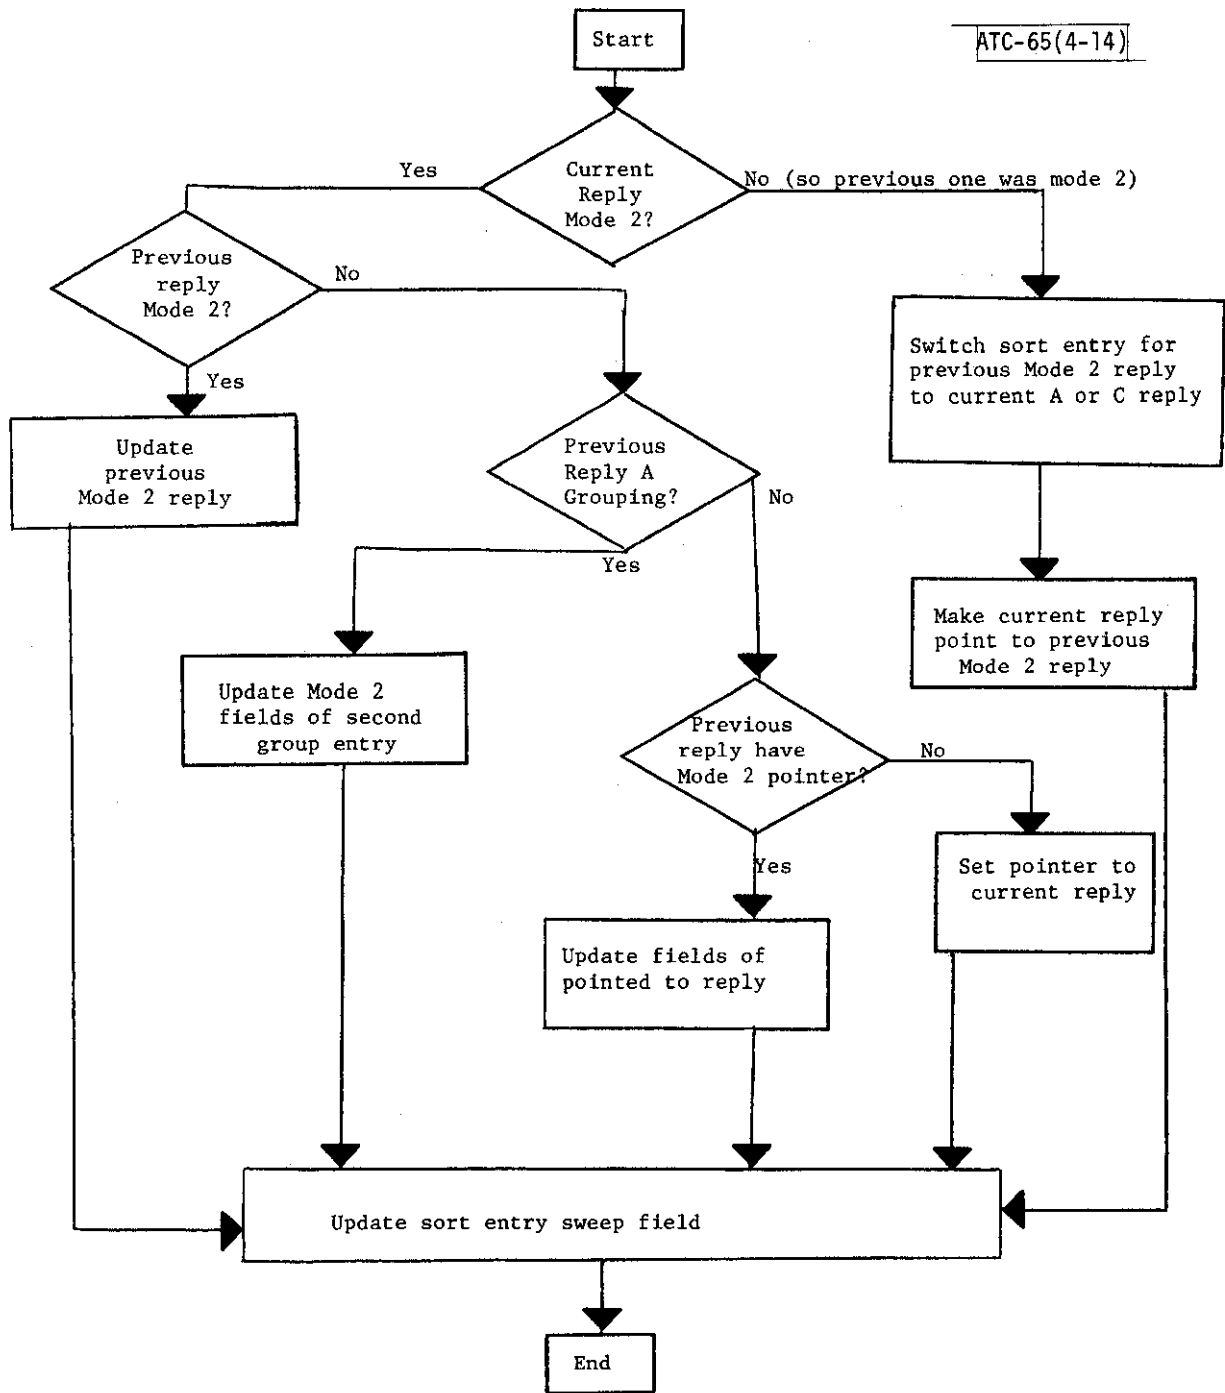 Start
ATC-65(4-14)
Current
Reply
Mode 2?
Yes
No (so previous one was mode 2)
Previous
reply
Mode 2?
No
Yes
Switch sort entry for
previous Mode 2 reply
to current A or C reply
Update
previous
Mode 2 reply
Previous
Reply A
Grouping?
No
Yes
Make current reply
point to previous
Mode 2 reply
Update Mode 2
fields of second
group entry
Previous
reply have
Mode 2 pointer?
No
Yes
Set pointer to
current reply
Update fields of
pointed to reply
Update sort entry sweep field
End